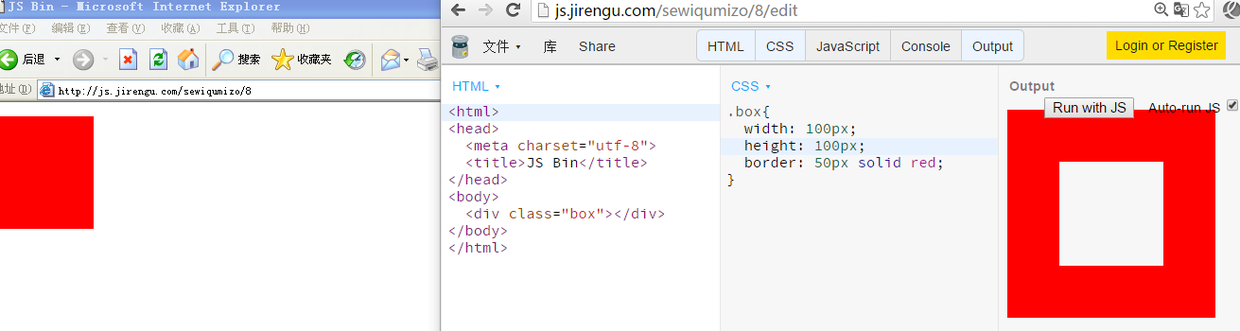 JS Bin - Microsoft Internet Explorer
文件(F) 编辑(E) 查看(V) 收藏(A) 工具(T) 帮助(H)
后退 搜索 收藏夹
地址(D) http://js.jirengu.com/sewiqumizo/8
js.jirengu.com/sewiqumizo/8/edit
文件 库 Share HTML CSS JavaScript Console Output Login or Register
HTML
<html>
<head>
<meta charset="utf-8">
<title>JS Bin</title>
</head>
<body>
<div class="box"></div>
</body>
</html>
CSS
.box{
width: 100px;
height: 100px;
border: 50px solid red;
}
Output
Run with JS Auto-run JS